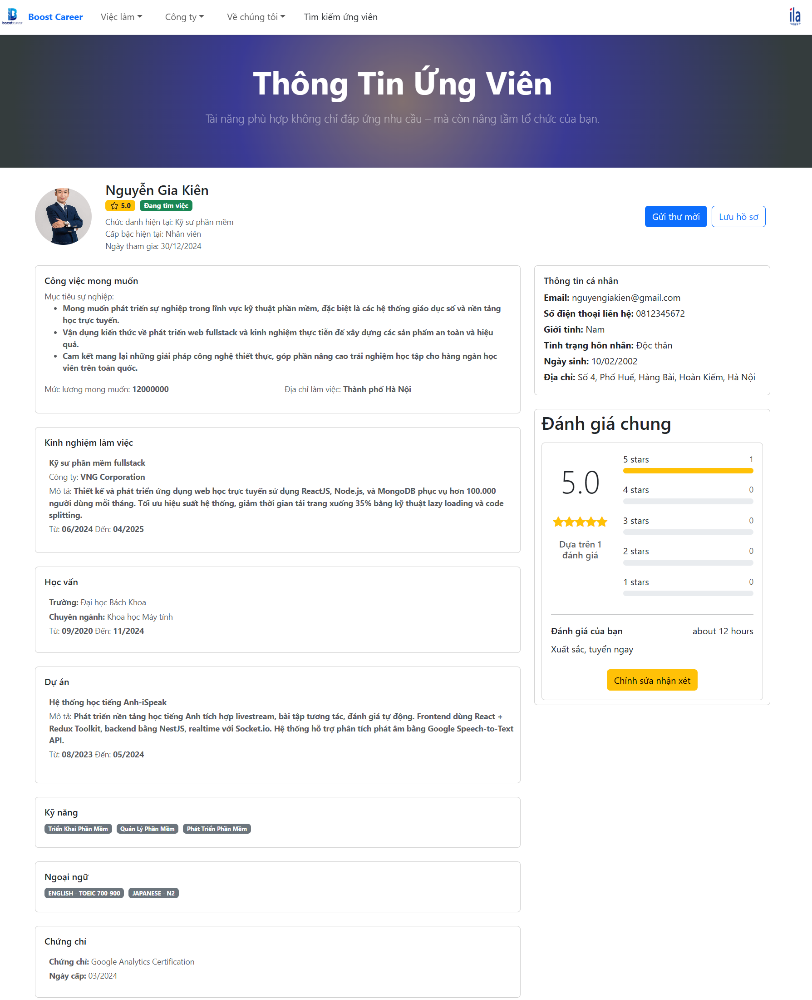 Boost Career
Việc làm
Công ty
Về chúng tôi
Tìm kiếm ứng viên
ila
Thông Tin Ứng Viên
Tài năng phù hợp không chỉ đáp ứng nhu cầu – mà còn nâng tầm tổ chức của bạn.
Nguyễn Gia Kiên
5.0
Đang tìm việc
Chức danh hiện tại: Kỹ sư phần mềm
Cấp bậc hiện tại: Nhân viên
Ngày tham gia: 30/12/2024
Gửi thư mời
Lưu hồ sơ
Công việc mong muốn
Mục tiêu sự nghiệp:
• Mong muốn phát triển sự nghiệp trong lĩnh vực kỹ thuật phần mềm, đặc biệt là các hệ thống giáo dục số và nền tảng
học trực tuyến.
• Vận dụng kiến thức về phát triển web fullstack và kinh nghiệm thực tiễn để xây dựng các sản phẩm an toàn và hiệu
quả.
• Cam kết mang lại những giải pháp công nghệ thiết thực, góp phần nâng cao trải nghiệm học tập cho hàng ngàn học
viên trên toàn quốc.
Mức lương mong muốn: 12000000
Địa chỉ làm việc: Thành phố Hà Nội
Kinh nghiệm làm việc
Kỹ sư phần mềm fullstack
Công ty: VNG Corporation
Mô tả: Thiết kế và phát triển ứng dụng web học trực tuyến sử dụng ReactJS, Node.js, và MongoDB phục vụ hơn 100.000
người dùng mỗi tháng. Tối ưu hiệu suất hệ thống, giảm thời gian tải trang xuống 35% bằng kỹ thuật lazy loading và code
splitting.
Từ: 06/2024 Đến: 04/2025
Học vấn
Trường: Đại học Bách Khoa
Chuyên ngành: Khoa học Máy tính
Từ: 09/2020 Đến: 11/2024
Dự án
Hệ thống học tiếng Anh-iSpeak
Mô tả: Phát triển nền tảng học tiếng Anh tích hợp livestream, bài tập tương tác, đánh giá tự động. Frontend dùng React +
Redux Toolkit, backend bằng NestJS, realtime với Socket.io. Hệ thống hỗ trợ phân tích phát âm bằng Google Speech-to-Text
API.
Từ: 08/2023 Đến: 05/2024
Kỹ năng
Triển Khai Phần Mềm
Quản Lý Phần Mềm
Phát Triển Phần Mềm
Ngoại ngữ
ENGLISH - TOEIC 700-900
JAPANESE - N2
Chứng chỉ
Chứng chỉ: Google Analytics Certification
Ngày cấp: 03/2024
Thông tin cá nhân
Email: nguyengiakien@gmail.com
Số điện thoại liên hệ: 0812345672
Giới tính: Nam
Tình trạng hôn nhân: Độc thân
Ngày sinh: 10/02/2002
Địa chỉ: Số 4, Phố Huế, Hàng Bài, Hoàn Kiếm, Hà Nội
Đánh giá chung
5.0
Dựa trên 1
đánh giá
5 stars 1
4 stars 0
3 stars 0
2 stars 0
1 stars 0
Đánh giá của bạn
about 12 hours
Xuất sắc, tuyển ngay
Chỉnh sửa nhận xét